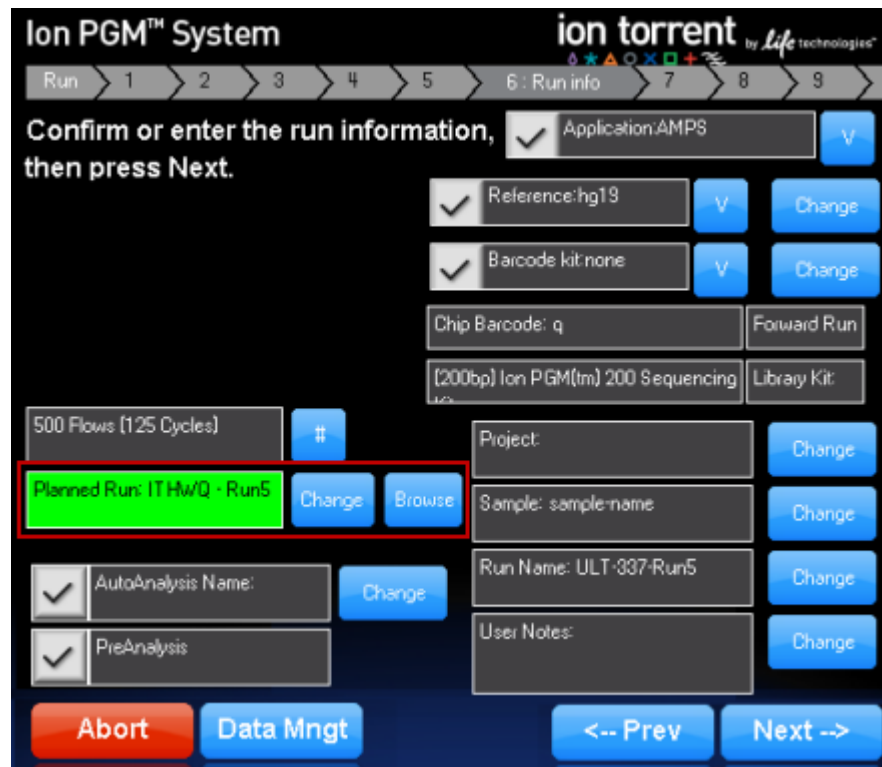 Ion PGM™ System
ion torrent
by life technologies™
Run 1 2 3 4 5 6: Run info 7 8 9
Confirm or enter the run information,
then press Next.
Application:AMPS
V
Reference:hg19
V
Change
Barcode kit:none
V
Change
Chip Barcode: q
Forward Run
(200bp) Ion PGM(tm) 200 Sequencing
Library Kit:
500 Flows (125 Cycles)
#
Project:
Change
Planned Run: ITHWQ - Run5
Change
Browse
Sample: sample-name
Change
AutoAnalysis Name:
Change
Run Name: ULT-337-Run5
Change
PreAnalysis
User Notes:
Change
Abort
Data Mngt
<-- Prev
Next -->